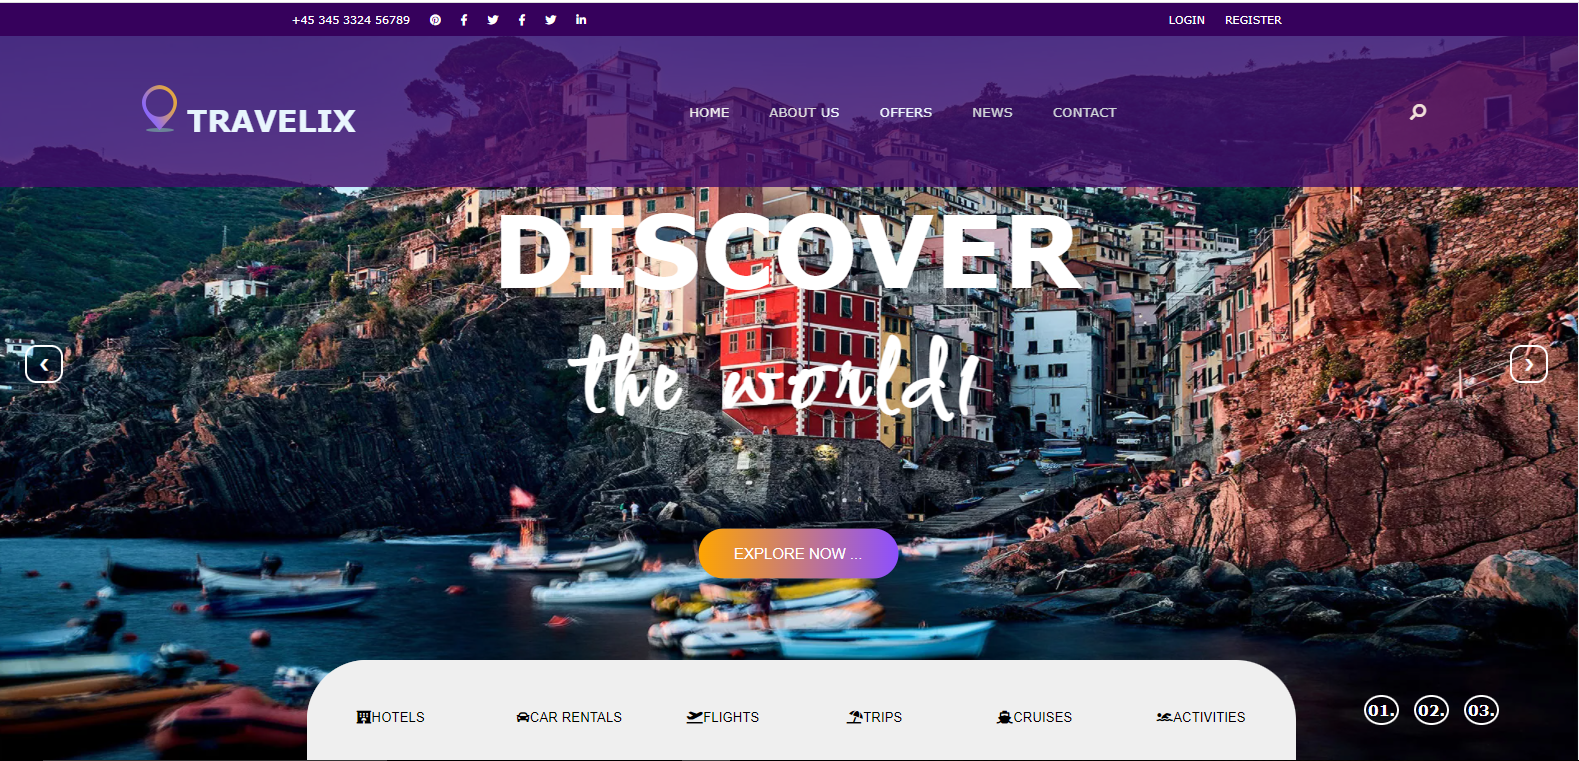 +45 345 3324 56789
LOGIN REGISTER
TRAVELIX
HOME ABOUT US OFFERS NEWS CONTACT
DISCOVER
the world!
EXPLORE NOW ...
HOTELS CAR RENTALS FLIGHTS TRIPS CRUISES ACTIVITIES
01. 02. 03.